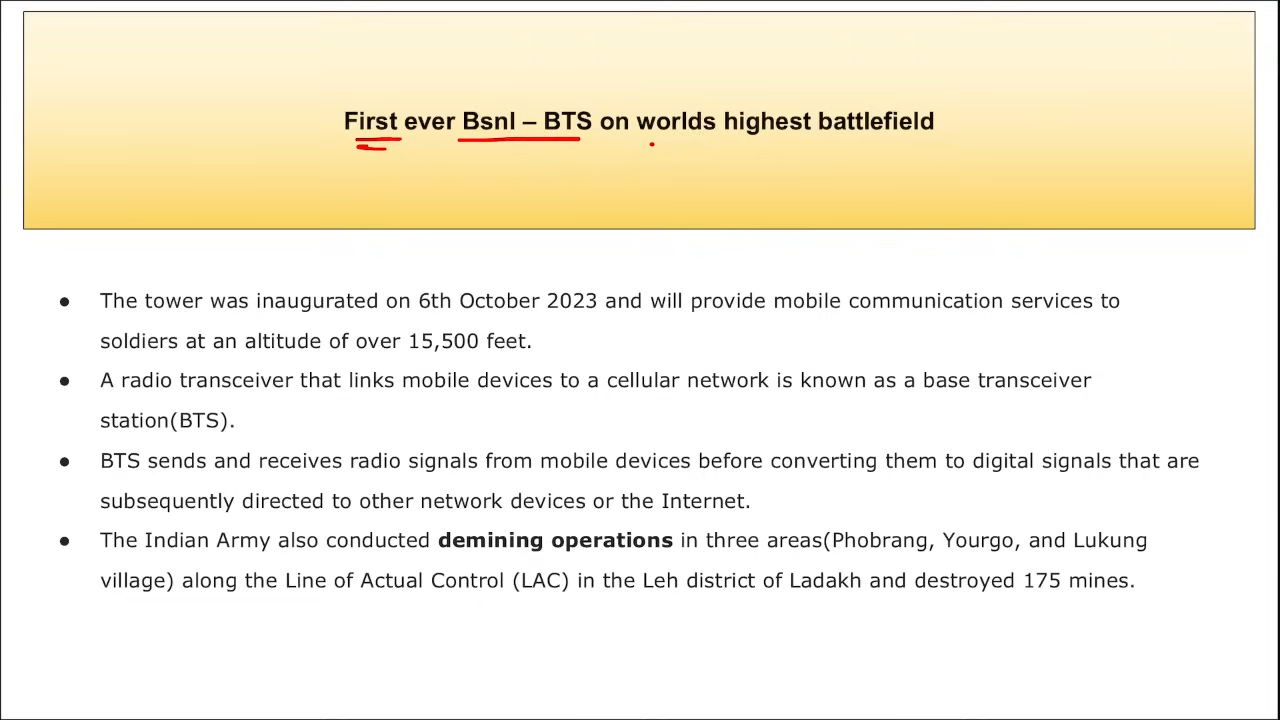 First ever Bsnl – BTS on worlds highest battlefield
● The tower was inaugurated on 6th October 2023 and will provide mobile communication services to
soldiers at an altitude of over 15,500 feet.
● A radio transceiver that links mobile devices to a cellular network is known as a base transceiver
station(BTS).
● BTS sends and receives radio signals from mobile devices before converting them to digital signals that are
subsequently directed to other network devices or the Internet.
● The Indian Army also conducted demining operations in three areas(Phobrang, Yourgo, and Lukung
village) along the Line of Actual Control (LAC) in the Leh district of Ladakh and destroyed 175 mines.